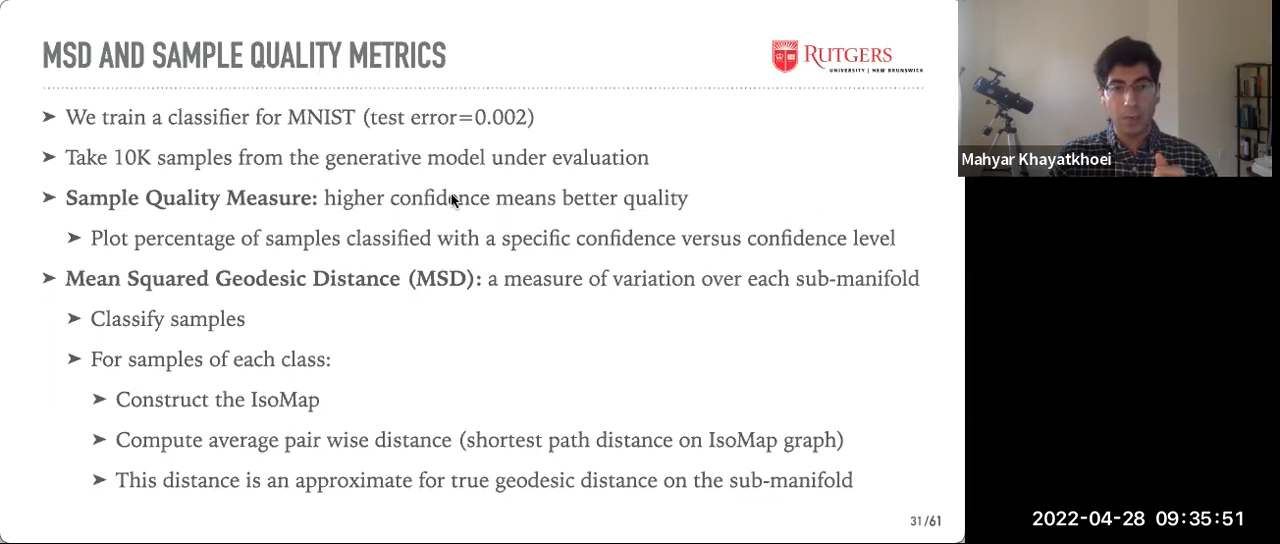 MSD AND SAMPLE QUALITY METRICS
RUTGERS
UNIVERSITY | NEW BRUNSWICK
➤ We train a classifier for MNIST (test error=0.002)
➤ Take 10K samples from the generative model under evaluation
➤ Sample Quality Measure: higher confidence means better quality
➤ Plot percentage of samples classified with a specific confidence versus confidence level
➤ Mean Squared Geodesic Distance (MSD): a measure of variation over each sub-manifold
➤ Classify samples
➤ For samples of each class:
➤ Construct the IsoMap
➤ Compute average pair wise distance (shortest path distance on IsoMap graph)
➤ This distance is an approximate for true geodesic distance on the sub-manifold
31/61
Mahyar Khayatkhoei
2022-04-28 09:35:51